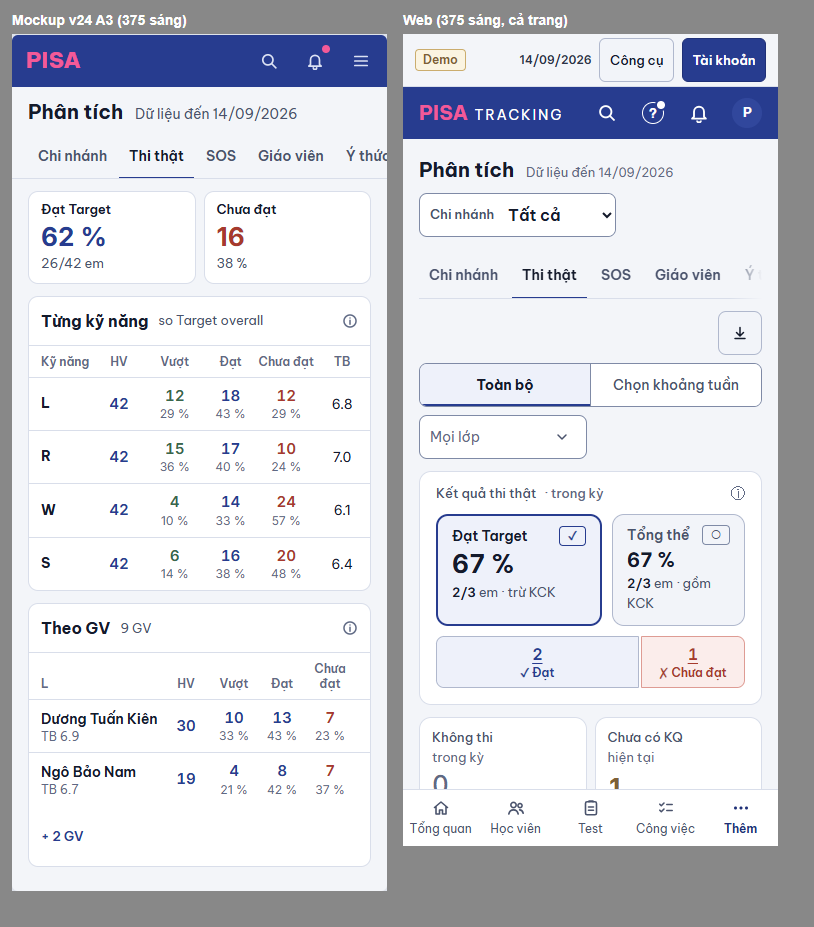 Mockup v24 A3 (375 sáng)
PISA
Phân tích Dữ liệu đến 14/09/2026
Chi nhánh Thi thật SOS Giáo viên Ý thức
Đạt Target
62 %
26/42 em
Chưa đạt
16
38 %
Từng kỹ năng so Target overall
Kỹ năng HV Vượt Đạt Chưa đạt TB
L 42 12 18 12 6.8
29 % 43 % 29 %
R 42 15 17 10 7.0
36 % 40 % 24 %
W 42 4 14 24 6.1
10 % 33 % 57 %
S 42 6 16 20 6.4
14 % 38 % 48 %
Theo GV 9 GV
L HV Vượt Đạt Chưa đạt
Dương Tuấn Kiên 30 10 13 7
TB 6.9 33 % 43 % 23 %
Ngô Bảo Nam 19 4 8 7
TB 6.7 21 % 42 % 37 %
+ 2 GV
Web (375 sáng, cả trang)
Demo 14/09/2026 Công cụ Tài khoản
PISA TRACKING ? P
Phân tích Dữ liệu đến 14/09/2026
Chi nhánh Tất cả
Chi nhánh Thi thật SOS Giáo viên Ý
Toàn bộ Chọn khoảng tuần
Mọi lớp
Kết quả thi thật · trong kỳ
Đạt Target ✓
67 %
2/3 em · trừ KCK
Tổng thể
67 %
2/3 em · gồm
KCK
2
✓ Đạt
1
✗ Chưa đạt
Không thi
trong kỳ
0
Chưa có KQ
hiện tại
1
Tổng quan Học viên Test Công việc Thêm